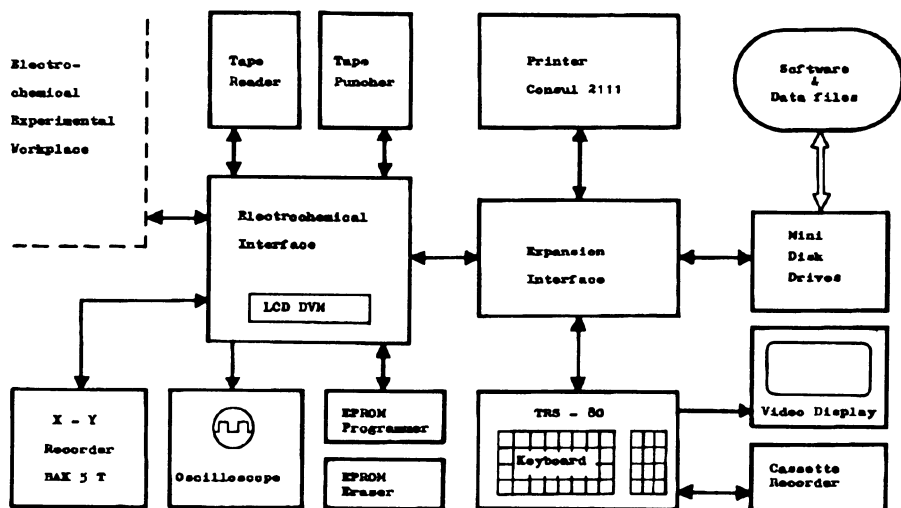 Electro-
chemical
Experimental
Workplace
Tape
Reader
Tape
Puncher
Printer
Consul 2111
Software
&
Data files
Electrochemical
Interface
LCD DVM
Expansion
Interface
Mini
Disk
Drives
X - Y
Recorder
BAK 5 T
Oscilloscope
EPROM
Programmer
EPROM
Eraser
TRS - 80
Keyboard
Video Display
Cassette
Recorder